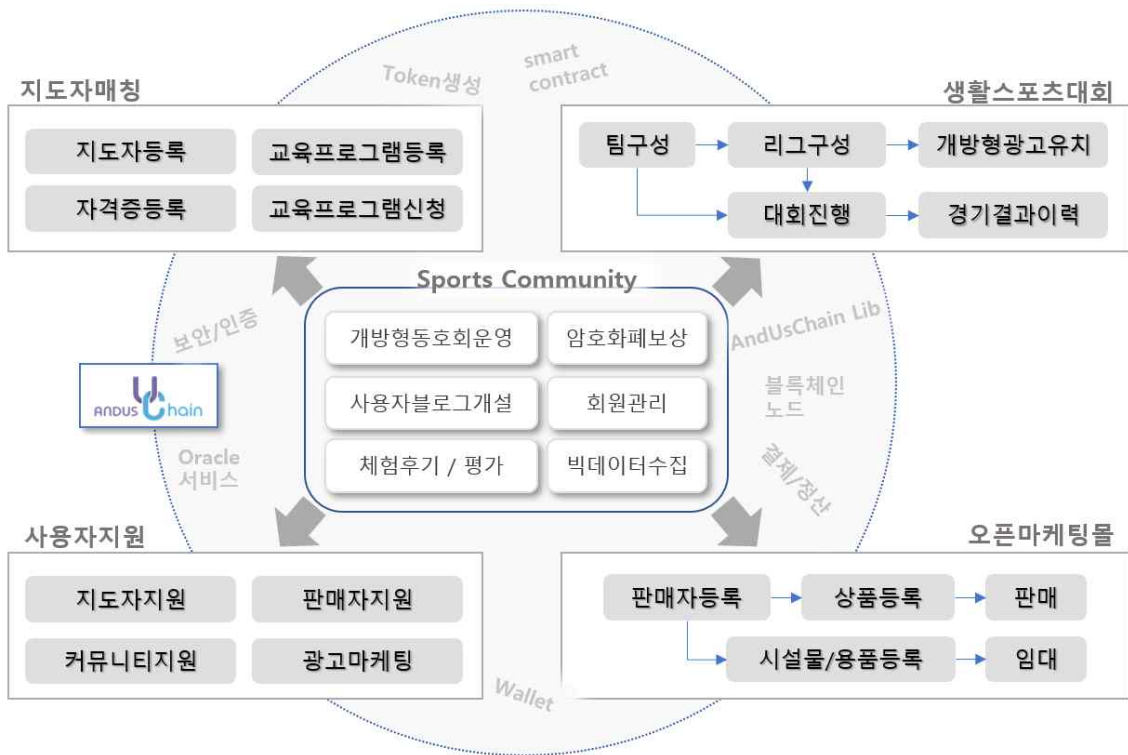 Token생성
smart
contract
지도자매칭
지도자등록
교육프로그램등록
자격증등록
교육프로그램신청
생활스포츠대회
팀구성
리그구성
개방형광고유치
대회진행
경기결과이력
Sports Community
개방형동호회운영
암호화폐보상
사용자블로그개설
회원관리
체험후기 / 평가
빅데이터수집
보안/인증
ANDUS Chain
Oracle
서비스
AndUsChain Lib
블록체인
노드
결제/정산
사용자지원
지도자지원
판매자지원
커뮤니티지원
광고마케팅
오픈마케팅몰
판매자등록
상품등록
판매
시설물/용품등록
임대
Wallet